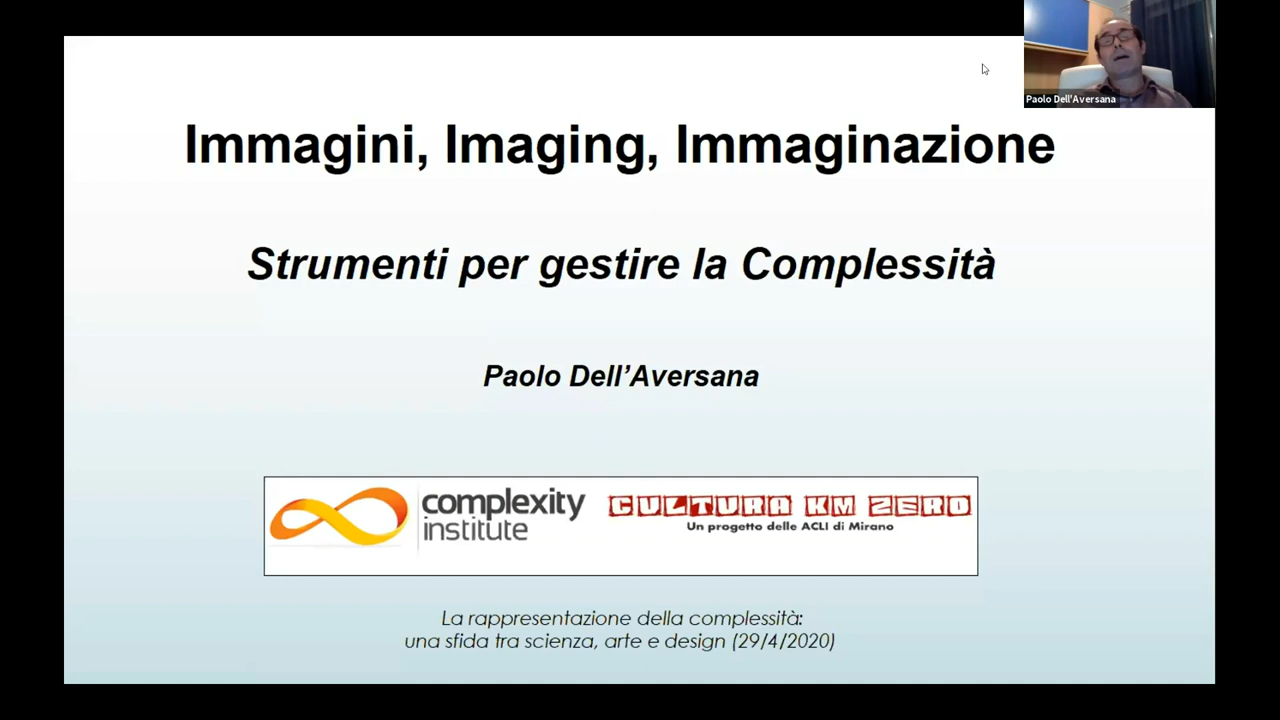 Paolo Dell'Aversana
Immagini, Imaging, Immaginazione
Strumenti per gestire la Complessità
Paolo Dell’Aversana
complexity
institute
CULTURA KM ZERO
Un progetto delle ACLI di Mirano
La rappresentazione della complessità:
una sfida tra scienza, arte e design (29/4/2020)